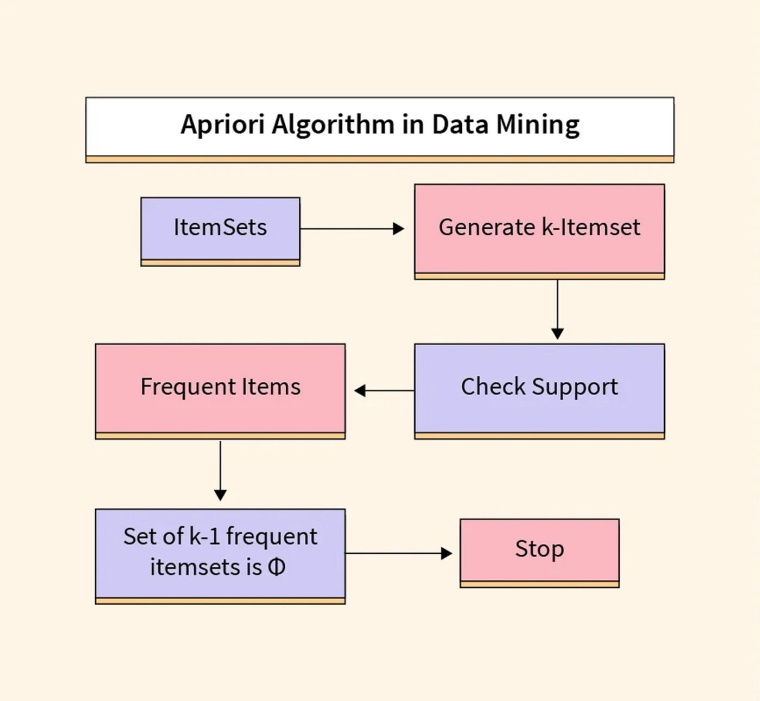 Apriori Algorithm in Data Mining
ItemSets
Generate k-Itemset
Check Support
Frequent Items
Set of k-1 frequent
itemsets is Φ
Stop